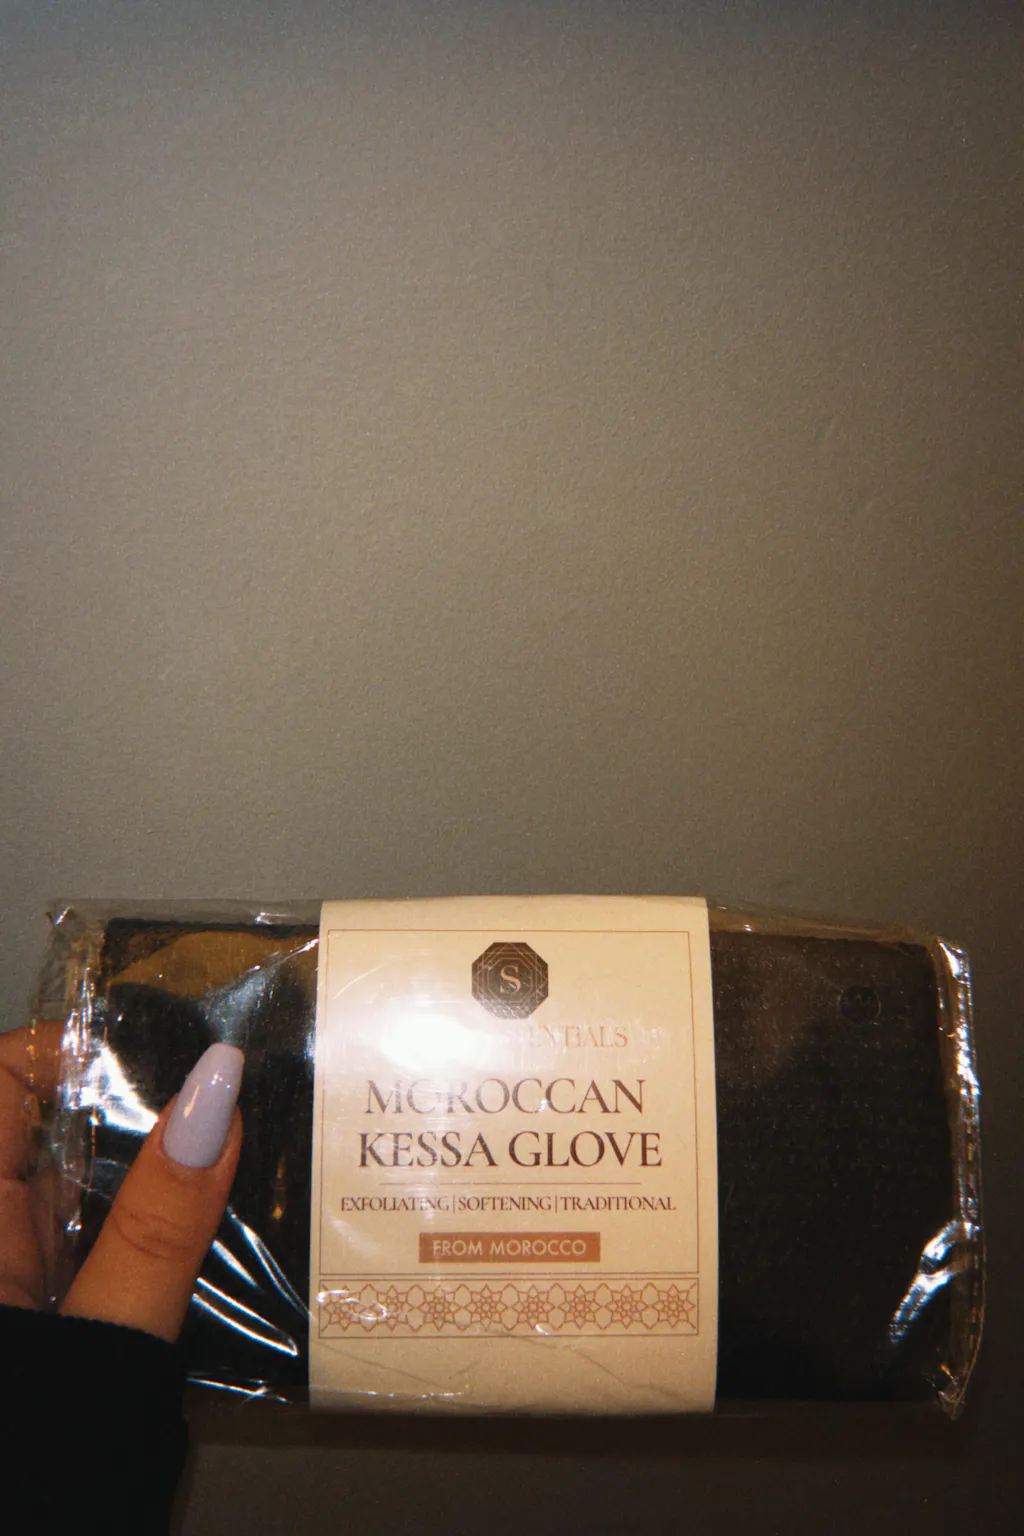 S
MOROCCAN
KESSA GLOVE
EXFOLIATING|SOFTENING|TRADITIONAL
FROM MOROCCO